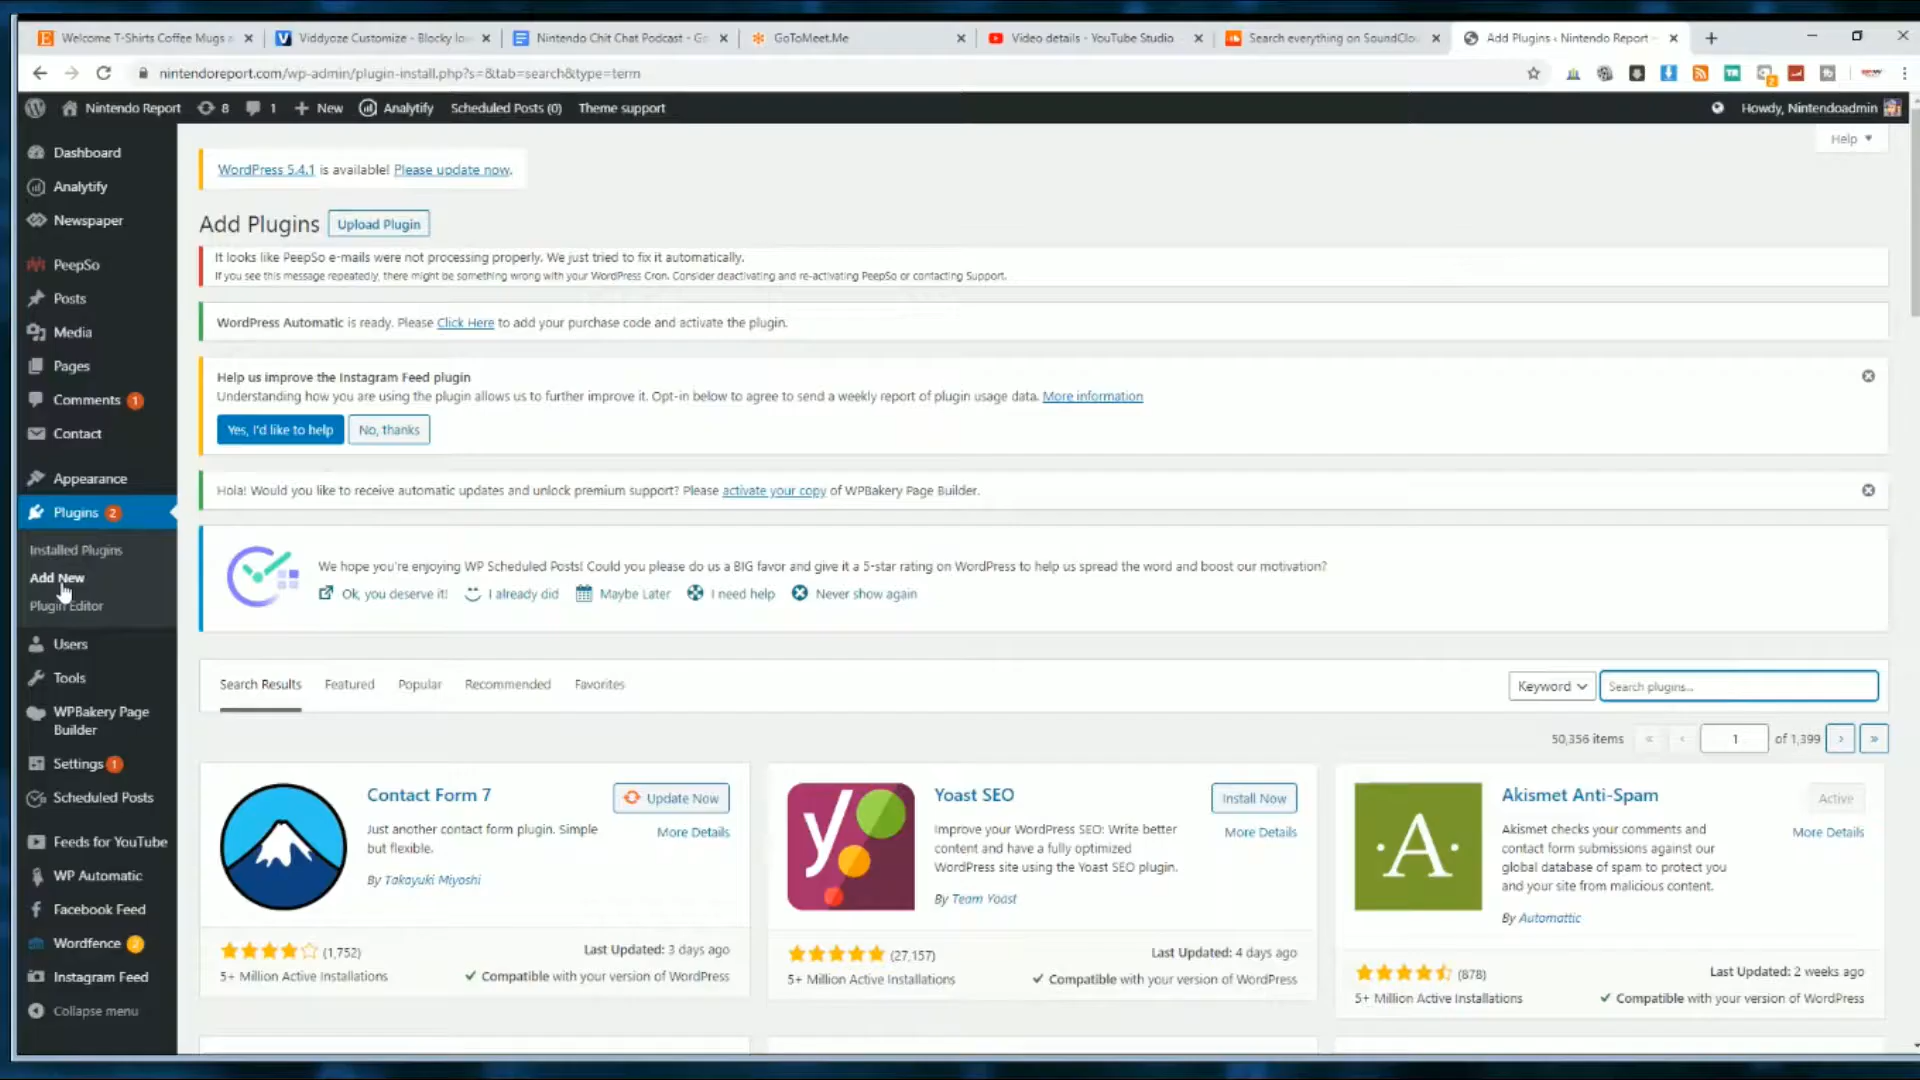 Welcome T-Shirts Coffee Mugs
Viddyoze Customize - Blocky lo
Nintendo Chit Chat Podcast - G
GoToMeet.Me
Video details - YouTube Studio
Search everything on SoundClo
Add Plugins ‹ Nintendo Report —
nintendoreport.com/wp-admin/plugin-install.php?s=&tab=search&type=term
Nintendo Report
8
1
New
Analytify
Scheduled Posts (0)
Theme support
Howdy, Nintendoadmin
Help
Dashboard
Analytify
Newspaper
PeepSo
Posts
Media
Pages
Comments 1
Contact
Appearance
Plugins 2
Installed Plugins
Add New
Plugin Editor
Users
Tools
WPBakery Page
Builder
Settings 1
Scheduled Posts
Feeds for YouTube
WP Automatic
Facebook Feed
Wordfence 2
Instagram Feed
Collapse menu
WordPress 5.4.1 is available! Please update now.
Add Plugins
Upload Plugin
It looks like PeepSo e-mails were not processing properly. We just tried to fix it automatically.
If you see this message repeatedly, there might be something wrong with your WordPress Cron. Consider deactivating and re-activating PeepSo or contacting Support.
WordPress Automatic is ready. Please Click Here to add your purchase code and activate the plugin.
Help us improve the Instagram Feed plugin
Understanding how you are using the plugin allows us to further improve it. Opt-in below to agree to send a weekly report of plugin usage data. More information
Yes, I'd like to help
No, thanks
Hola! Would you like to receive automatic updates and unlock premium support? Please activate your copy of WPBakery Page Builder.
We hope you're enjoying WP Scheduled Posts! Could you please do us a BIG favor and give it a 5-star rating on WordPress to help us spread the word and boost our motivation?
Ok, you deserve it!
I already did
Maybe Later
I need help
Never show again
Search Results
Featured
Popular
Recommended
Favorites
Keyword
Search plugins...
50,356 items
«
‹
1
of 1,399
›
»
Contact Form 7
Update Now
More Details
Just another contact form plugin. Simple
but flexible.
By Takayuki Miyoshi
(1,752)
5+ Million Active Installations
Last Updated: 3 days ago
Compatible with your version of WordPress
Yoast SEO
Install Now
More Details
Improve your WordPress SEO: Write better
content and have a fully optimized
WordPress site using the Yoast SEO plugin.
By Team Yoast
(27,157)
5+ Million Active Installations
Last Updated: 4 days ago
Compatible with your version of WordPress
Akismet Anti-Spam
Active
More Details
Akismet checks your comments and
contact form submissions against our
global database of spam to protect you
and your site from malicious content.
By Automattic
(878)
5+ Million Active Installations
Last Updated: 2 weeks ago
Compatible with your version of WordPress